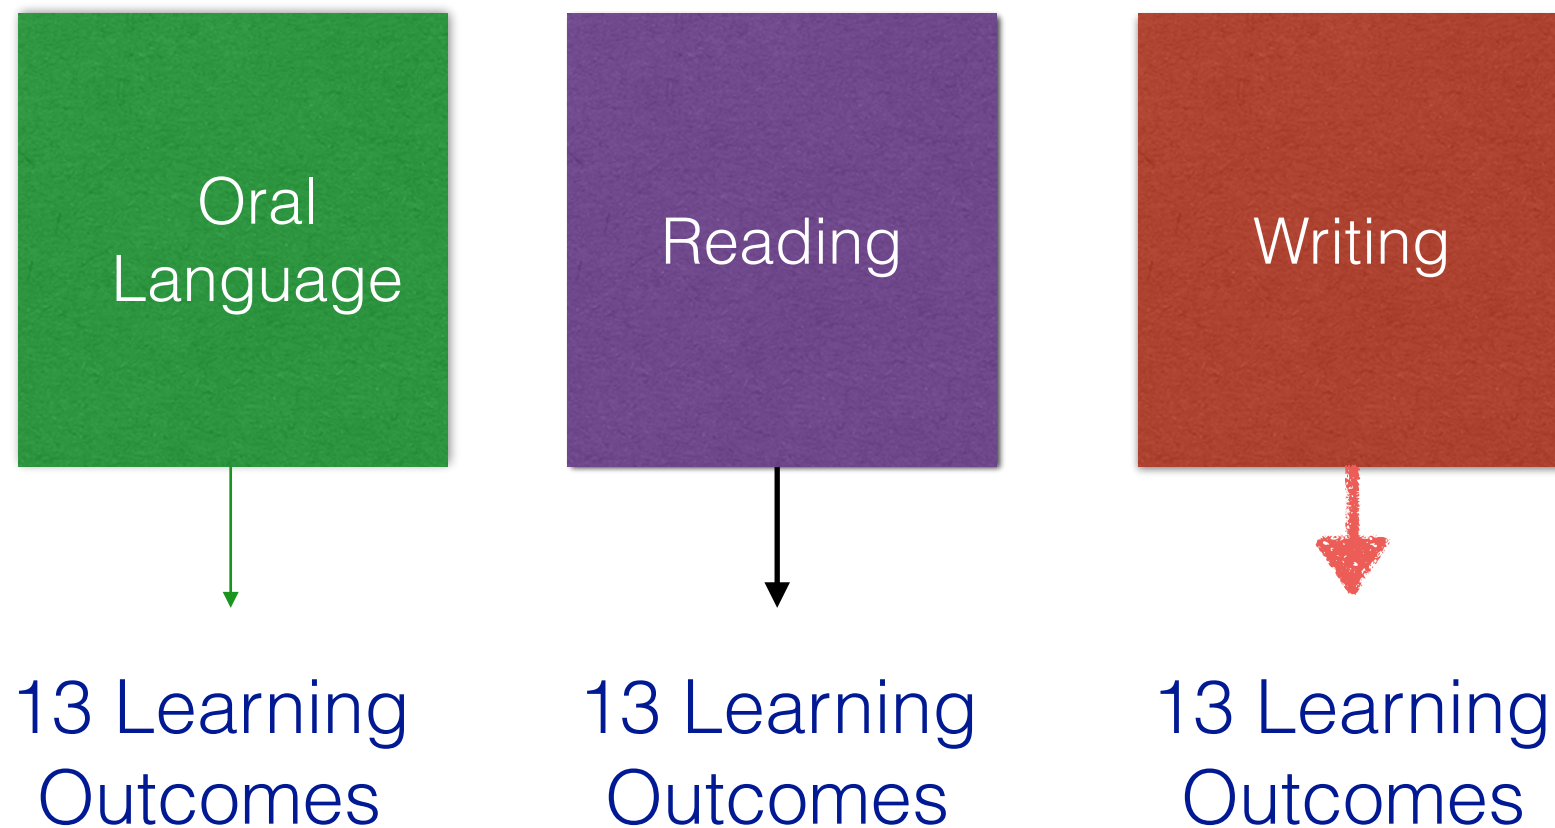 Oral
Language
Reading
Writing
13 Learning
Outcomes
13 Learning
Outcomes
13 Learning
Outcomes